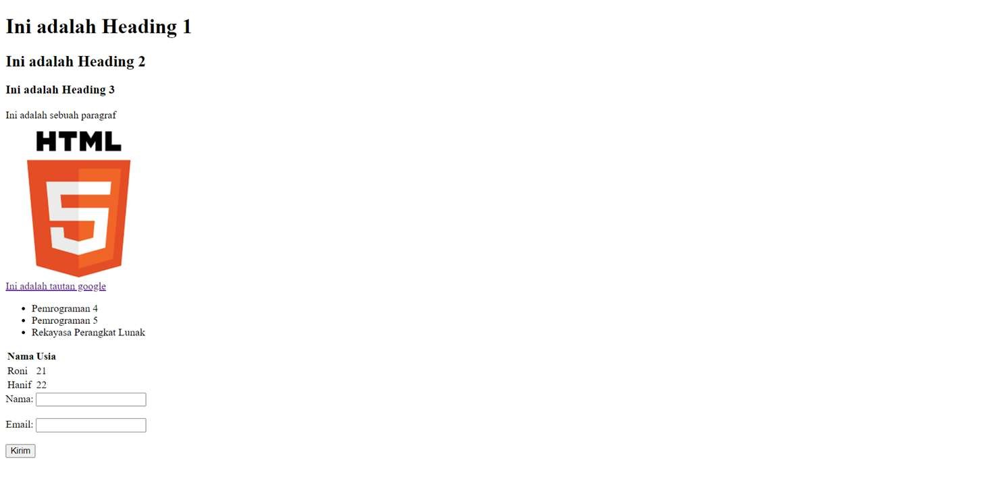 Ini adalah Heading 1
Ini adalah Heading 2
Ini adalah Heading 3
Ini adalah sebuah paragraf
HTML
5
Ini adalah tautan google
Pemrograman 4
Pemrograman 5
Rekayasa Perangkat Lunak
Nama Usia
Roni 21
Hanif 22
Nama:
Email:
Kirim